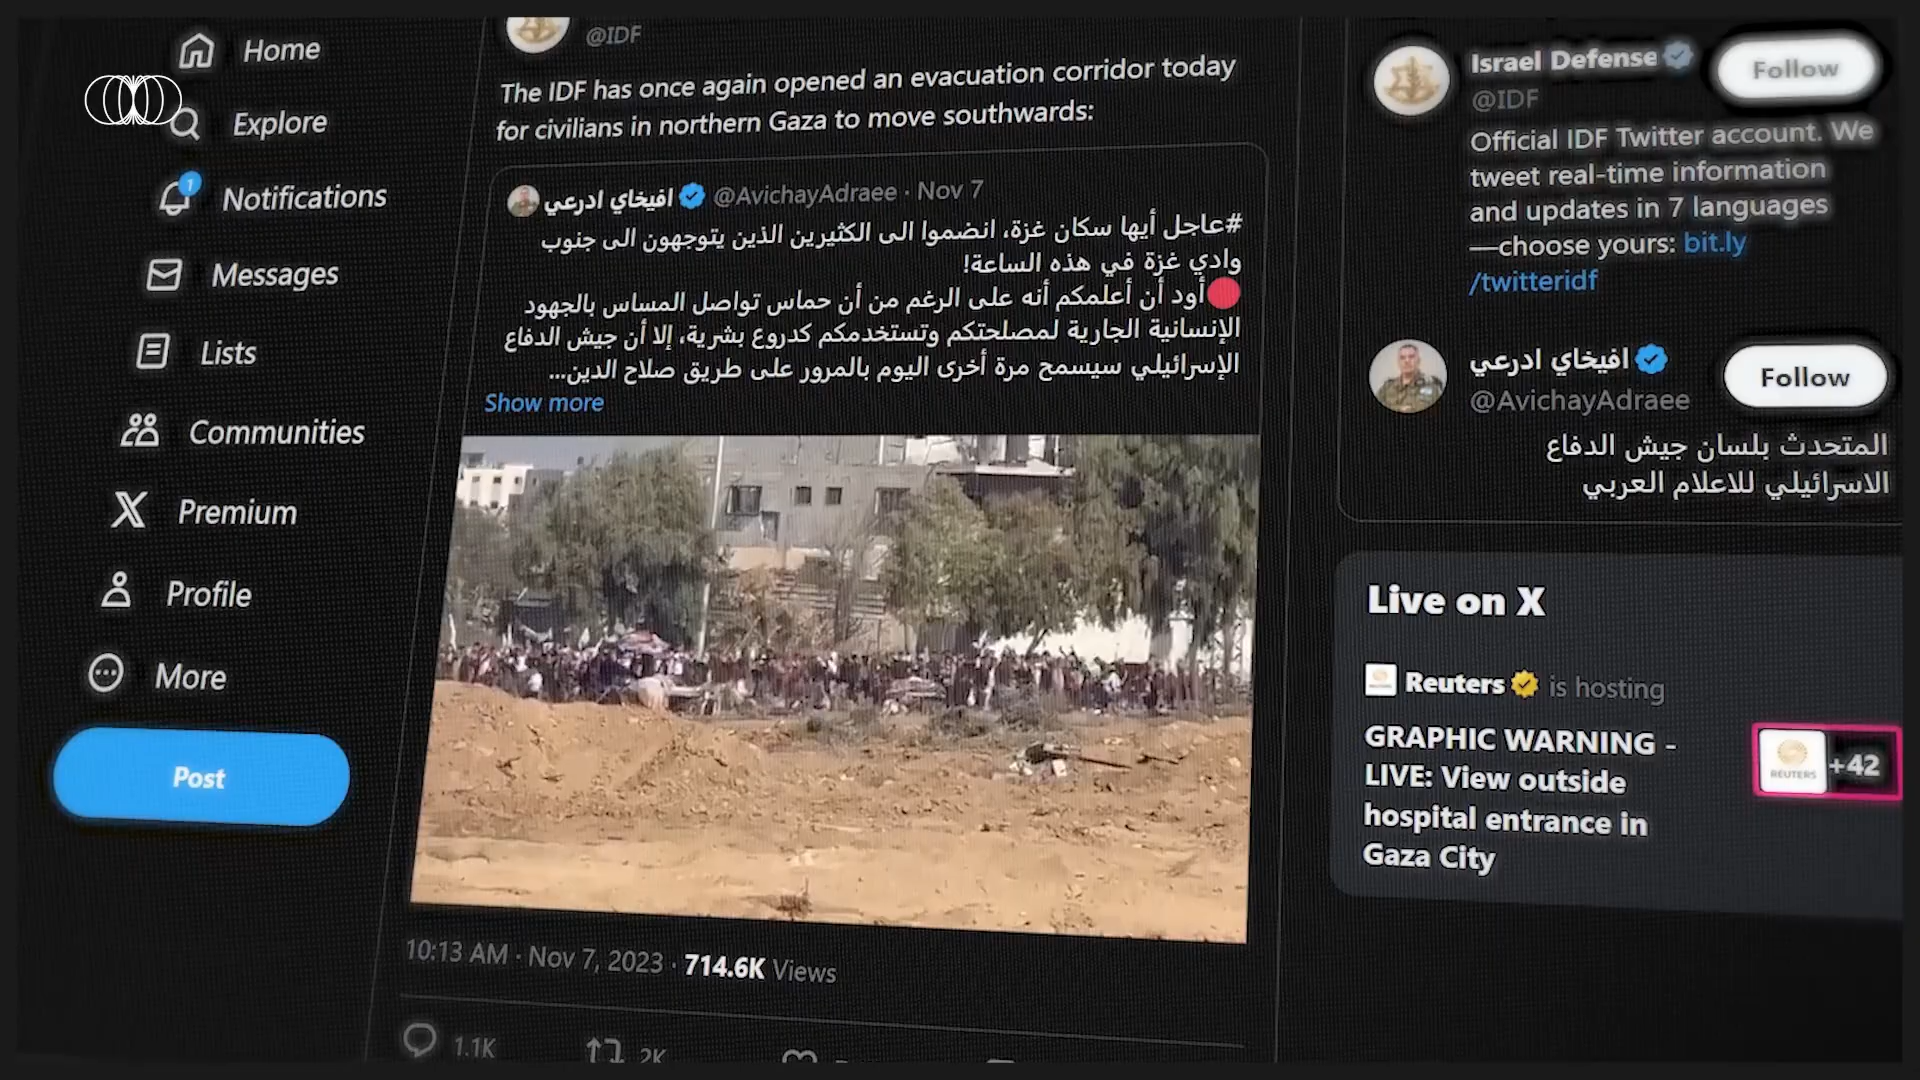 Home
Explore
1
Notifications
Messages
Lists
Communities
Premium
Profile
More
Post
@IDF
The IDF has once again opened an evacuation corridor today
for civilians in northern Gaza to move southwards:
افيخاي ادرعي @AvichayAdraee · Nov 7
#عاجل أيها سكان غزة، انضموا الى الكثيرين الذين يتوجهون الى جنوب
وادي غزة في هذه الساعة!
🔴أود أن أعلمكم أنه على الرغم من أن حماس تواصل المساس بالجهود
الإنسانية الجارية لمصلحتكم وتستخدمكم كدروع بشرية، إلا أن جيش الدفاع
الإسرائيلي سيسمح مرة أخرى اليوم بالمرور على طريق صلاح الدين...
Show more
10:13 AM · Nov 7, 2023 · 714.6K Views
1.1K
2K
Israel Defense
Follow
@IDF
Official IDF Twitter account. We
tweet real-time information
and updates in 7 languages
—choose yours: bit.ly
/twitteridf
افيخاي ادرعي
Follow
@AvichayAdraee
المتحدث بلسان جيش الدفاع
الاسرائيلي للاعلام العربي
Live on X
Reuters is hosting
GRAPHIC WARNING -
LIVE: View outside
hospital entrance in
Gaza City
REUTERS
+42